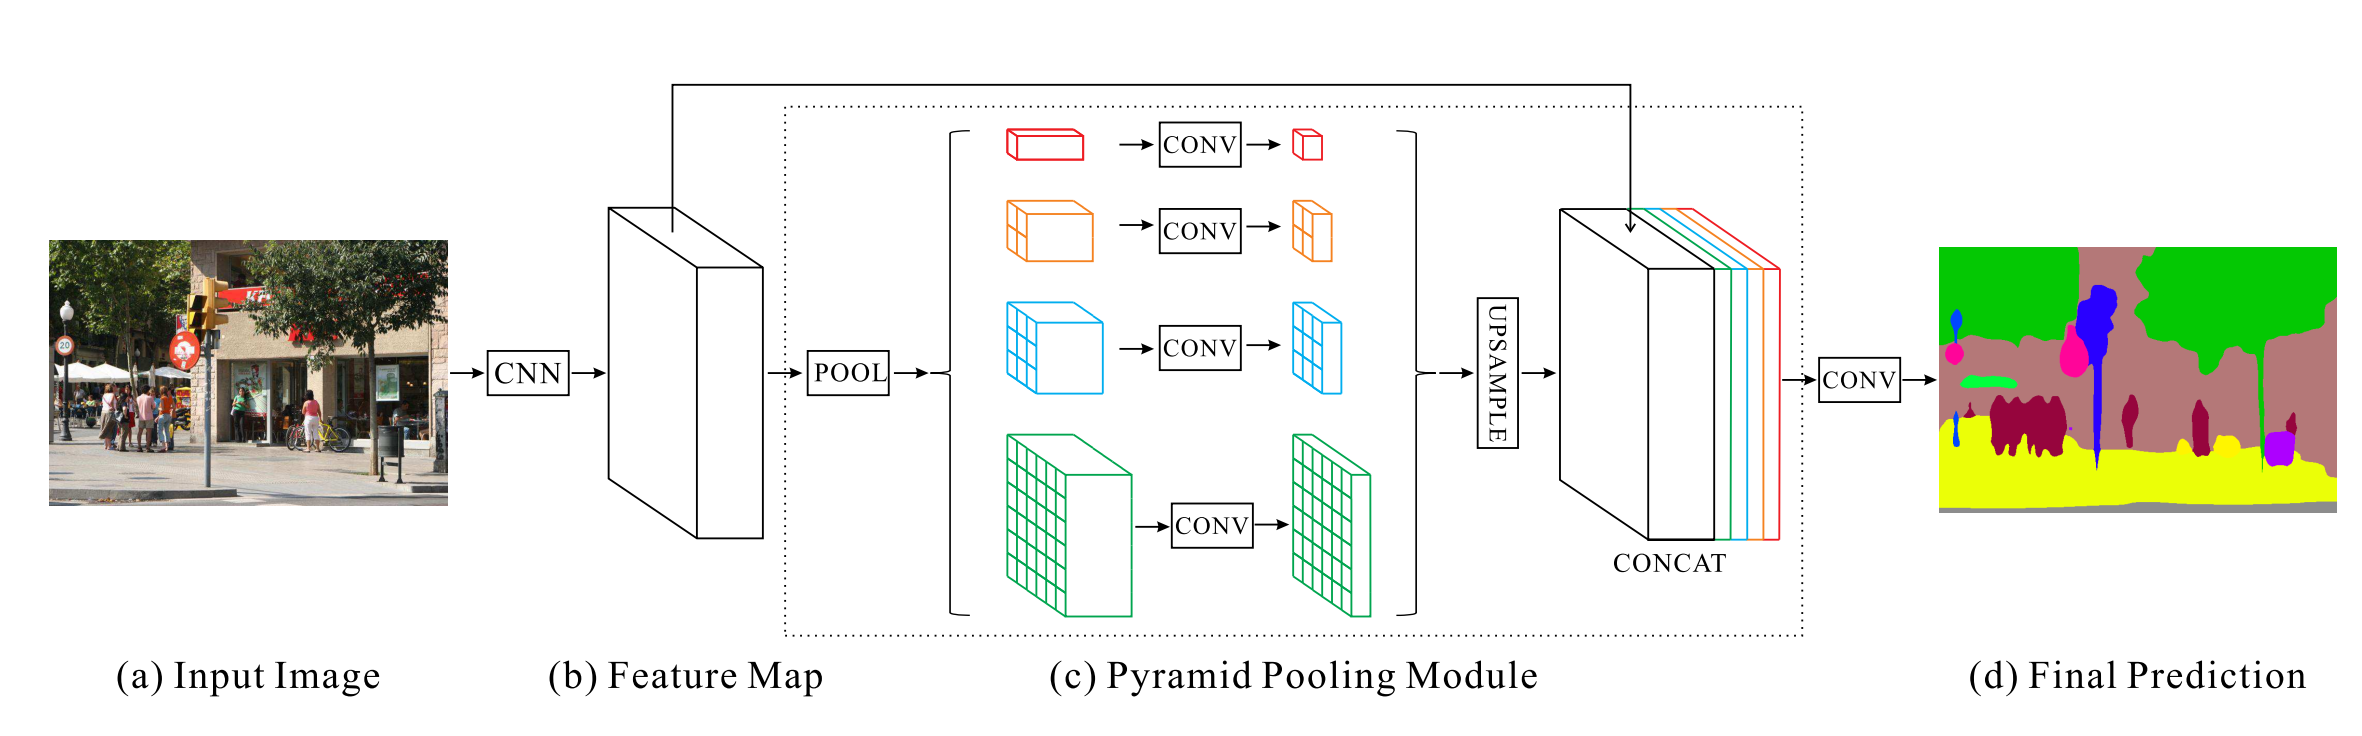 CONV
CONV
CNN
POOL
CONV
UPSAMPLE
CONV
CONV
CONCAT
20
(a) Input Image
(b) Feature Map
(c) Pyramid Pooling Module
(d) Final Prediction